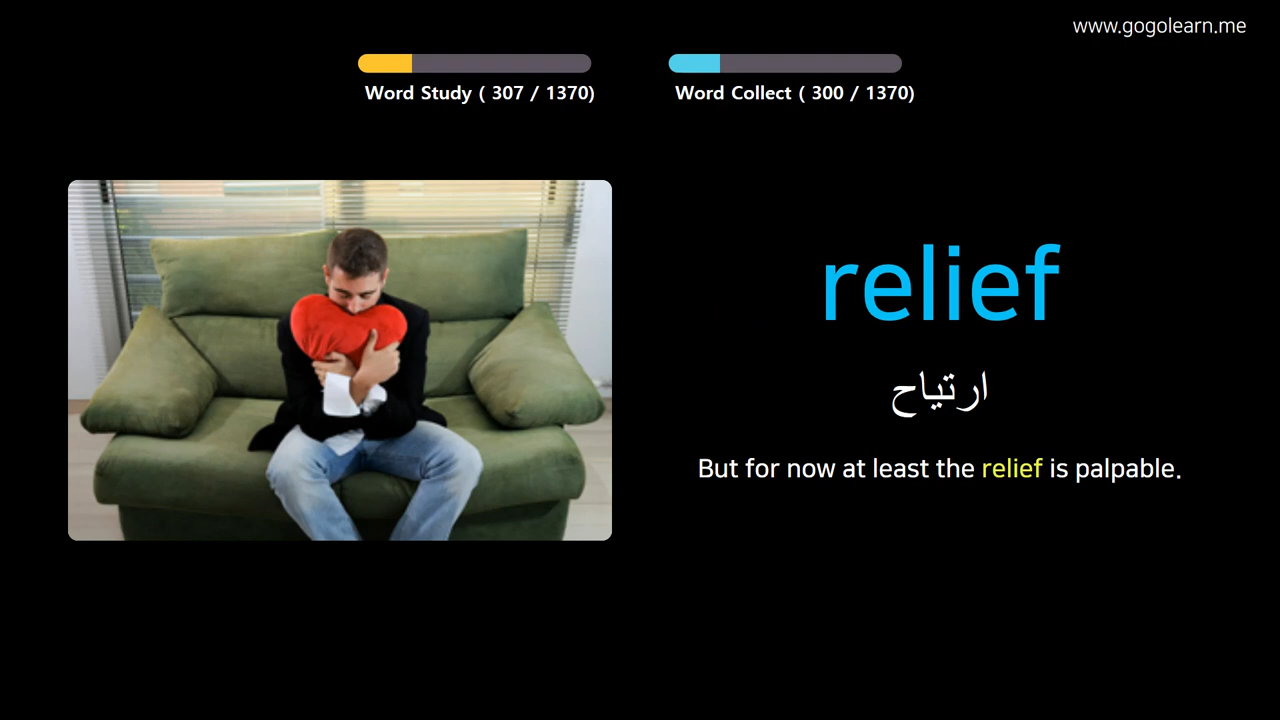 www.gogolearn.me
Word Study ( 307 / 1370)
Word Collect ( 300 / 1370)
relief
ارتياح
But for now at least the relief is palpable.